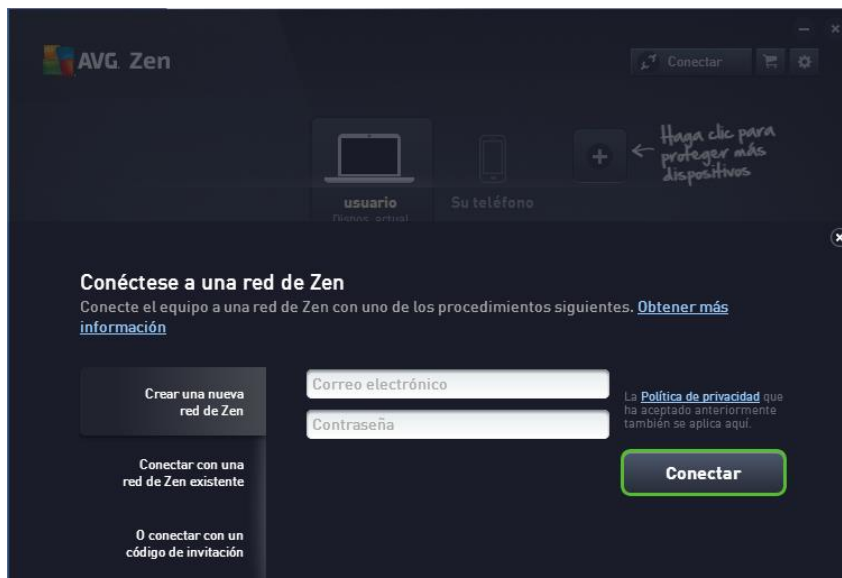 AVG Zen
Conectar
Haga clic para
proteger más
dispositivos
usuario
Dispos. actual
Su teléfono
Conéctese a una red de Zen
Conecte el equipo a una red de Zen con uno de los procedimientos siguientes. Obtener más
información
Crear una nueva
red de Zen
Conectar con una
red de Zen existente
O conectar con un
código de invitación
Correo electrónico
Contraseña
La Política de privacidad que
ha aceptado anteriormente
también se aplica aquí.
Conectar